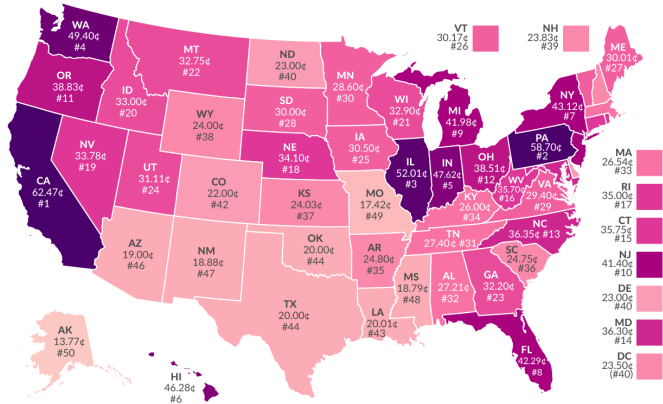 WA
49.40¢
#4
OR
38.83¢
#11
CA
62.47¢
#1
ID
33.00¢
#20
NV
33.78¢
#19
MT
32.75¢
#22
WY
24.00¢
#38
UT
31.11¢
#24
AZ
19.00¢
#46
CO
22.00¢
#42
NM
18.88¢
#47
ND
23.00¢
#40
SD
30.00¢
#28
NE
34.10¢
#18
KS
24.03¢
#37
OK
20.00¢
#44
TX
20.00¢
#44
MN
28.60¢
#30
IA
30.50¢
#25
MO
17.42¢
#49
AR
24.80¢
#35
LA
20.01¢
#43
WI
32.90¢
#21
IL
52.01¢
#3
MI
41.98¢
#9
IN
47.62¢
#5
OH
38.51¢
#12
KY
26.00¢
#34
TN
27.40¢ #31
MS
18.79¢
#48
AL
27.21¢
#32
GA
32.20¢
#23
FL
42.29¢
#8
SC
24.75¢
#36
NC
36.35¢ #13
VA
29.40¢
#29
WV
35.70¢
#16
PA
58.70¢
#2
NY
43.12¢
#7
VT
30.17¢
#26
NH
23.83¢
#39
ME
30.01¢
#27
MA
26.54¢
#33
RI
35.00¢
#17
CT
35.75¢
#15
NJ
41.40¢
#10
DE
23.00¢
#40
MD
36.30¢
#14
DC
23.50¢
(#40)
AK
13.77¢
#50
HI
46.28¢
#6